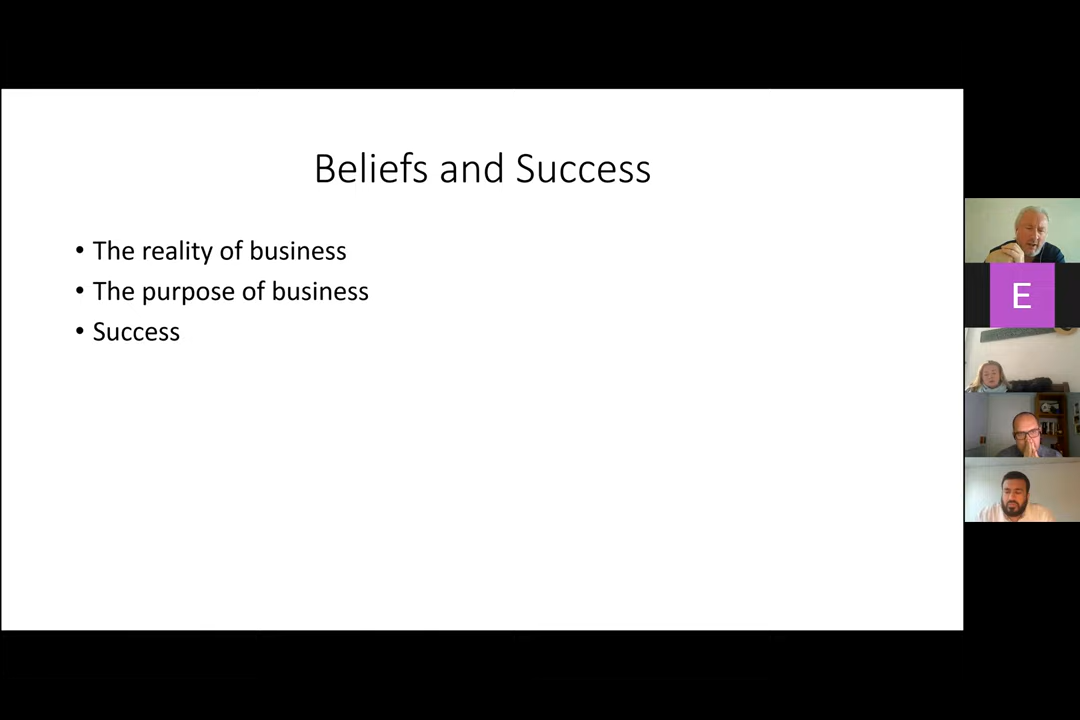 Beliefs and Success
• The reality of business
• The purpose of business
• Success
E